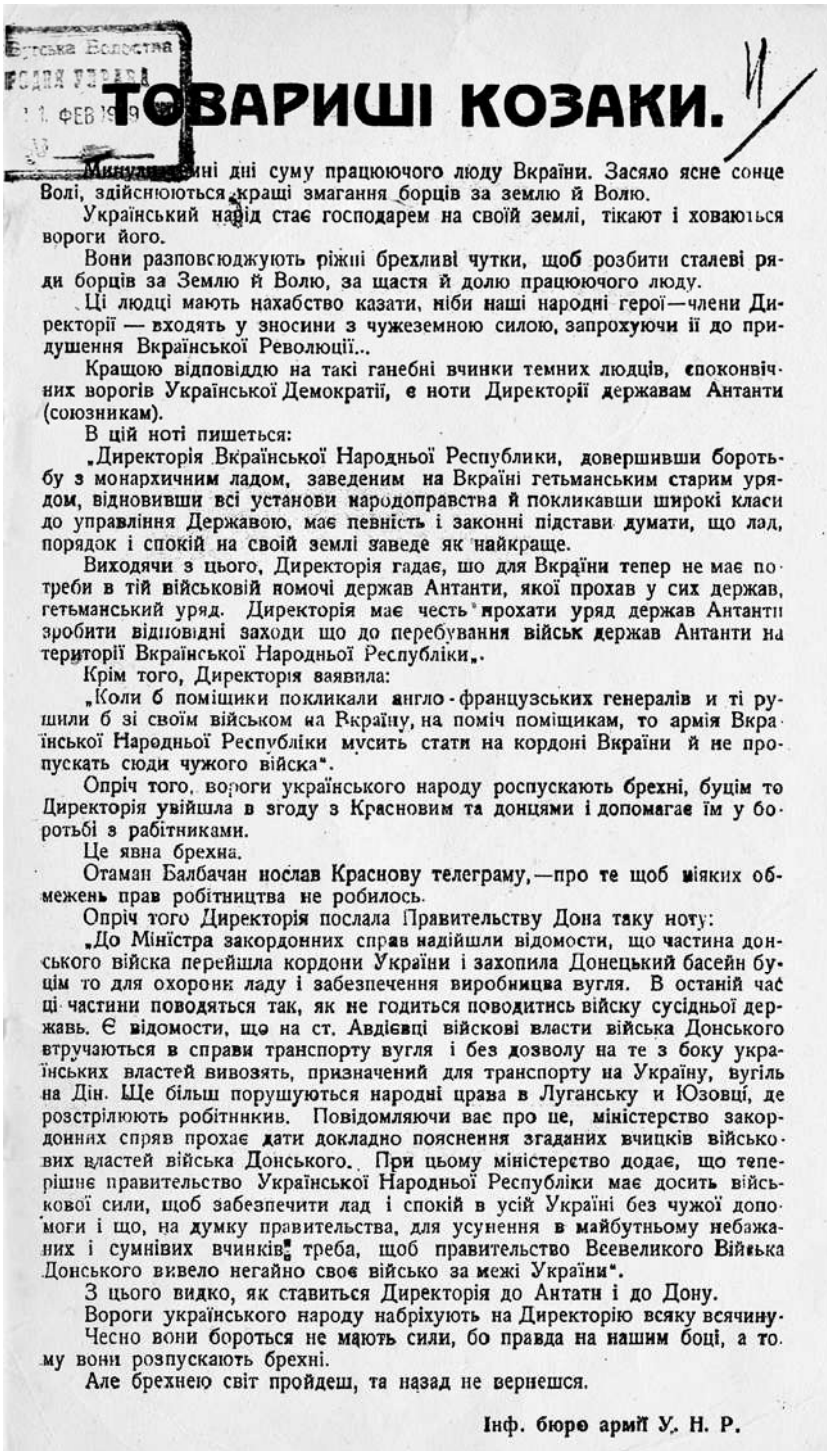 утська Волоства
ФЕВ 19 9
ТОВАРИШІ КОЗАКИ.
Минули мні дні суму працюючого люду Вкраїни. Засяло ясне сонце
Волі, здійснюються кращі змагання борців за землю й Волю.
Український нарід стає господарем на своїй землі, тікают і ховаються
вороги його.
Вони разповсюджують ріжні брехливі чутки, щоб розбити сталеві ря-
ди борців за Землю й Волю, за щастя й долю працюючого люду.
Ці людці мають нахабство казати, ніби наші народні герої—члени Ди-
ректорії — входять у зносини з чужеземною силою, запрохуючи її до при-
душення Вкраїнської Революції...
Кращою відповіддю на такі ганебні вчинки темних людців, споконвіч-
них ворогів Української Демократії, є ноти Директорії державам Антанти
(союзникам).
В цій ноті пишеться:
„Директорія Вкраїнської Народньої Республики, довершивши бороть-
бу з монархичним ладом, заведеним на Вкраїні гетьманським старим уря-
дом, відновивши всі установи народоправства й покликавши широкі класи
до управління Державою, має певність і законні підстави думати, що лад,
порядок і спокій на своїй землі заведе як найкраще.
Виходячи з цього, Директорія гадає, шо для Вкраїни тепер не має по-
треби в тій військовій помочі держав Антанти, якої прохав у сих держав,
гетьманський уряд. Директорія має честь прохати уряд держав Антанти
зробити відповідні заходи що до перебування військ держав Антанти на
території Вкраїнської Народньої Республіки„.
Крім того, Директорія заявила:
„Коли б поміщики покликали англо-французських генералів и ті ру-
шили б зі своїм військом на Вкраїну, на поміч поміщикам, то армія Вкра-
їнської Народньої Республіки мусить стати на кордоні Вкраїни й не про-
пускать сюди чужого війска“.
Опріч того, вороги українського народу роспускають брехні, буцім то
Директорія увійшла в згоду з Красновим та донцями і допомагає їм у бо-
ротьбі з рабітниками.
Це явна брехна.
Отаман Балбачан послав Краснову телеграму,—про те щоб ніяких об-
межень прав робітництва не робилось.
Опріч того Директорія послала Правительству Дона таку ноту:
„До Міністра закордонних справ надійшли відомости, що частина дон-
ського війска перейшла кордони України і захопила Донецький басейн бу-
цім то для охорони ладу і забезпечення виробницва вугля. В останій час
ці частини поводяться так, як не годиться поводитись війску сусідньої дер-
жавь. Є відомости, що на ст. Авдієвці війскові власти війська Донського
втручаються в справи транспорту вугля і без дозволу на те з боку укра-
їнських властей вивозять, призначений для транспорту на Україну, вугіль
на Дін. Ще більш порушуються народні црава в Луганську и Юзовці, де
розстрілюють робітникив. Повідомляючи вас про це, міністерство закор-
донних спряв прохає дати докладно пояснення згаданих вчицків військо-
вих властей війська Донського. При цьому міністерство додає, що тепе-
рішнє правительство Української Народньої Республіки має досить війсь-
кової сили, щоб забезпечити лад і спокій в усій Україні без чужої допо-
моги і що, на думку правительства, для усунення в майбутньому небажа-
них і сумнівих вчинків, треба, щоб правительство Всевеликого Війська
Донського вивело негайно своє військо за межі України“.
З цього видко, як ставиться Директорія до Антати і до Дону.
Вороги українського народу набріхують на Директорію всяку всячину.
Чесно вони бороться не мають сили, бо правда на нашим боці, а то-
му вони розпускають брехні.
Але брехнею світ пройдеш, та назад не вернешся.
Інф. бюро армії У. Н. Р.